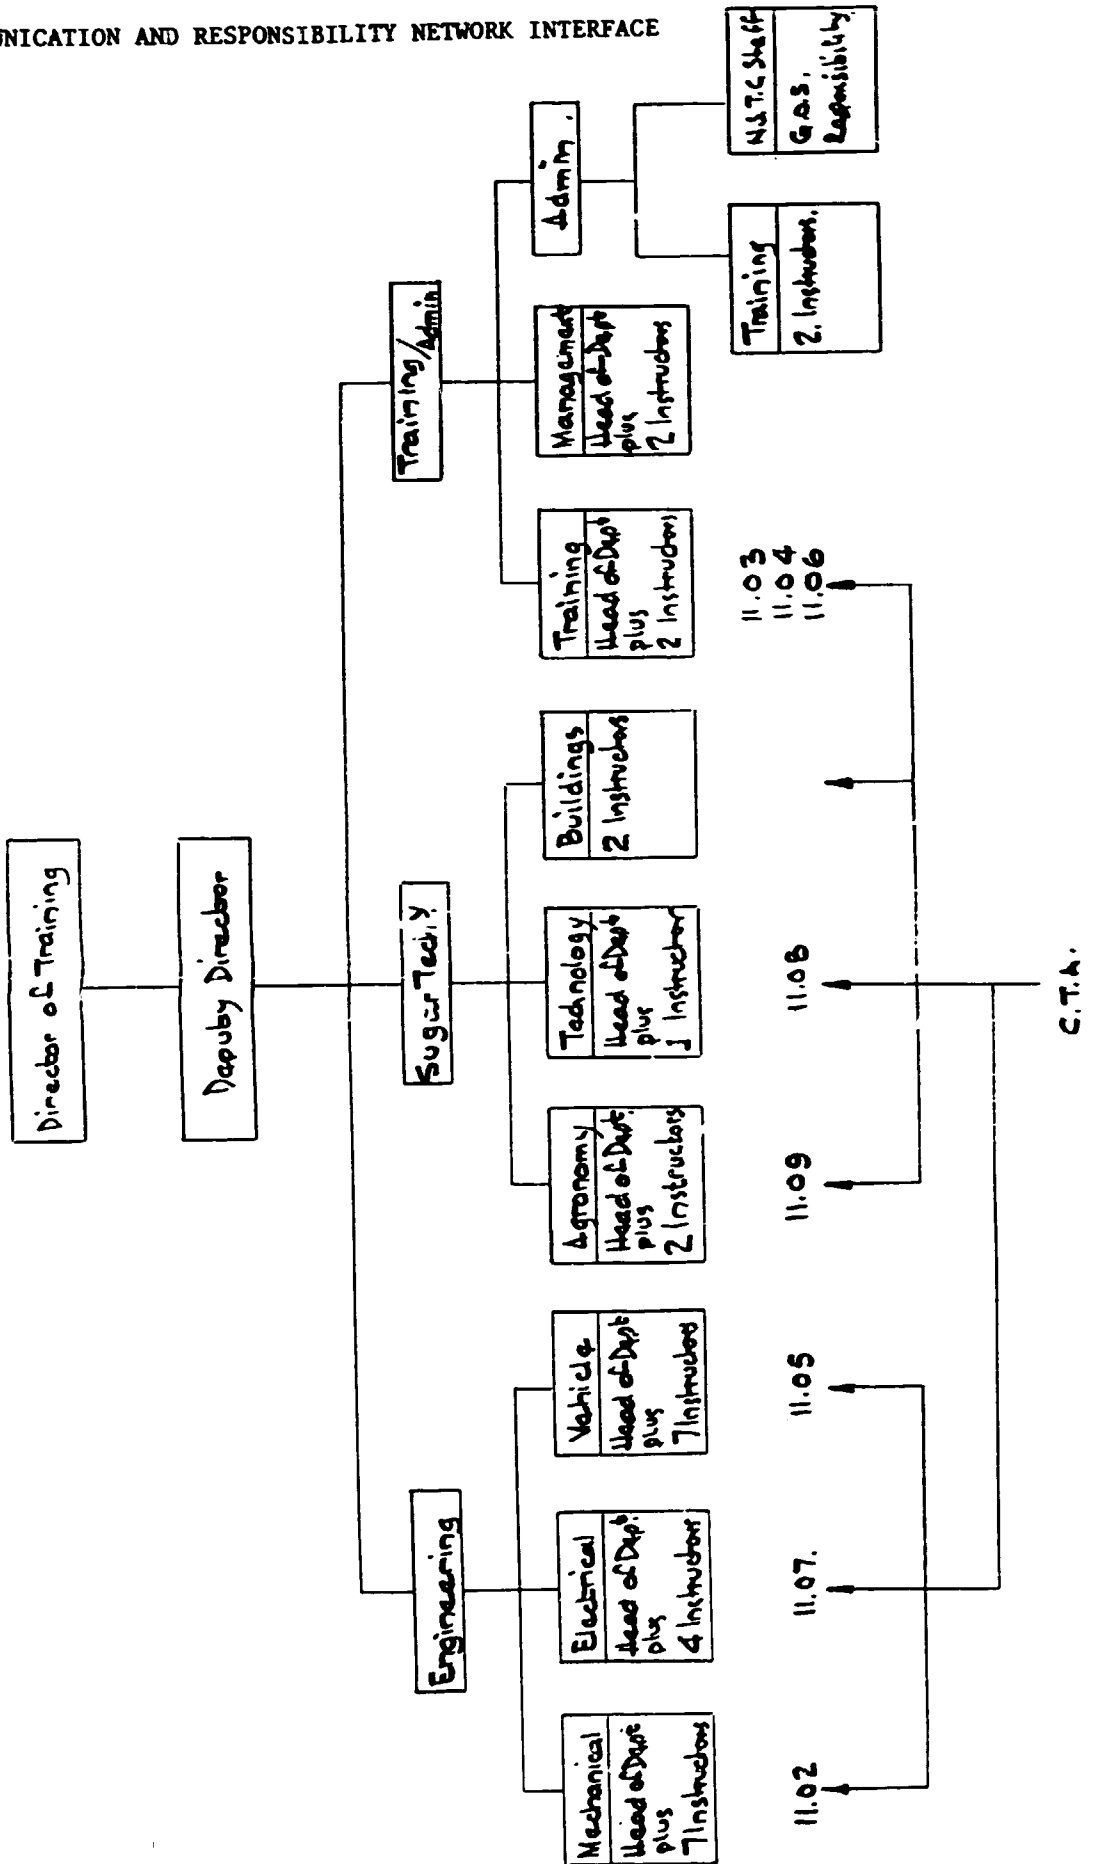 UNICATION AND RESPONSIBILITY NETWORK INTERFACE
Director of Training
Deputy Director
Engineering
Sugar Tech.y
Training/
Admin
Mechanical
Head of Dept
plus
7 Instructors
Electrical
Head of Dept.
plus
4 Instructors
Vehicle
Head of Dept
plus
7 Instructors
Agronomy
Head of Dept.
plus
2 Instructors
Technology
Head of Dept
plus
1 Instructor
Buildings
2 Instructors
Training
Head of Dept
plus
2 Instructors
Management
Head of Dept
plus
2 Instructors
Admin.
Training
2. Instructors.
N.S.T.C Staff
G.O.S.
Responsibility.
11.02
11.07.
11.05
11.09
11.08
11.03
11.04
11.06
C.T.A.